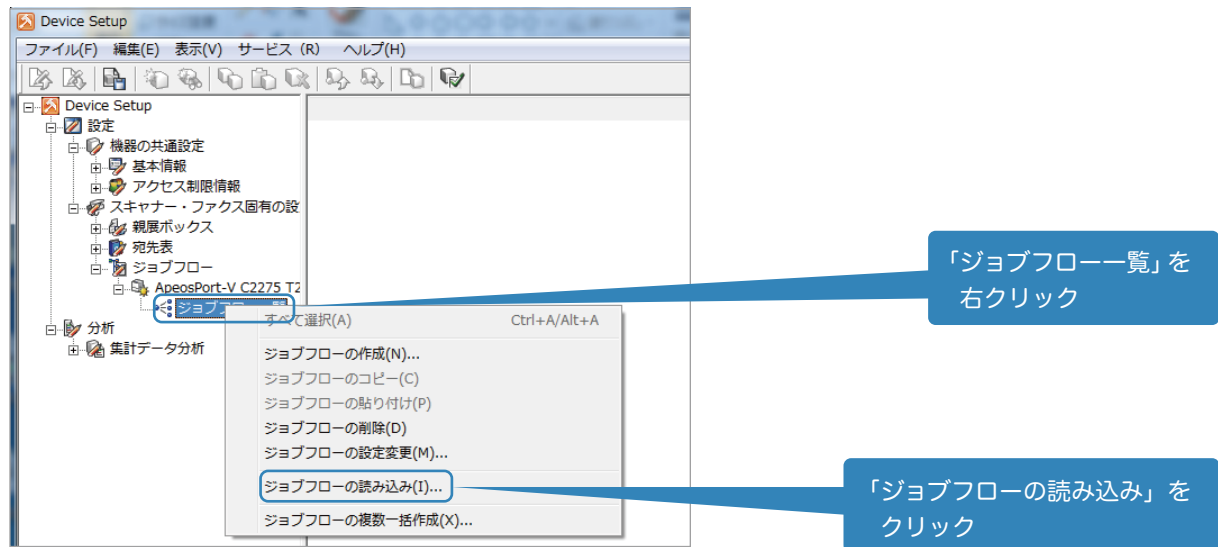 Device Setup
ファイル(F) 編集(E) 表示(V) サービス (R) ヘルプ(H)
Device Setup
設定
機器の共通設定
基本情報
アクセス制限情報
スキャナー・ファクス固有の設
親展ボックス
宛先表
ジョブフロー
ApeosPort-V C2275 T2
ジョブフ
分析
集計データ分析
すべて選択(A) Ctrl+A/Alt+A
ジョブフローの作成(N)...
ジョブフローのコピー(C)
ジョブフローの貼り付け(P)
ジョブフローの削除(D)
ジョブフローの設定変更(M)...
ジョブフローの読み込み(I)...
ジョブフローの複数一括作成(X)...
「ジョブフロー一覧」を
右クリック
「ジョブフローの読み込み」を
クリック